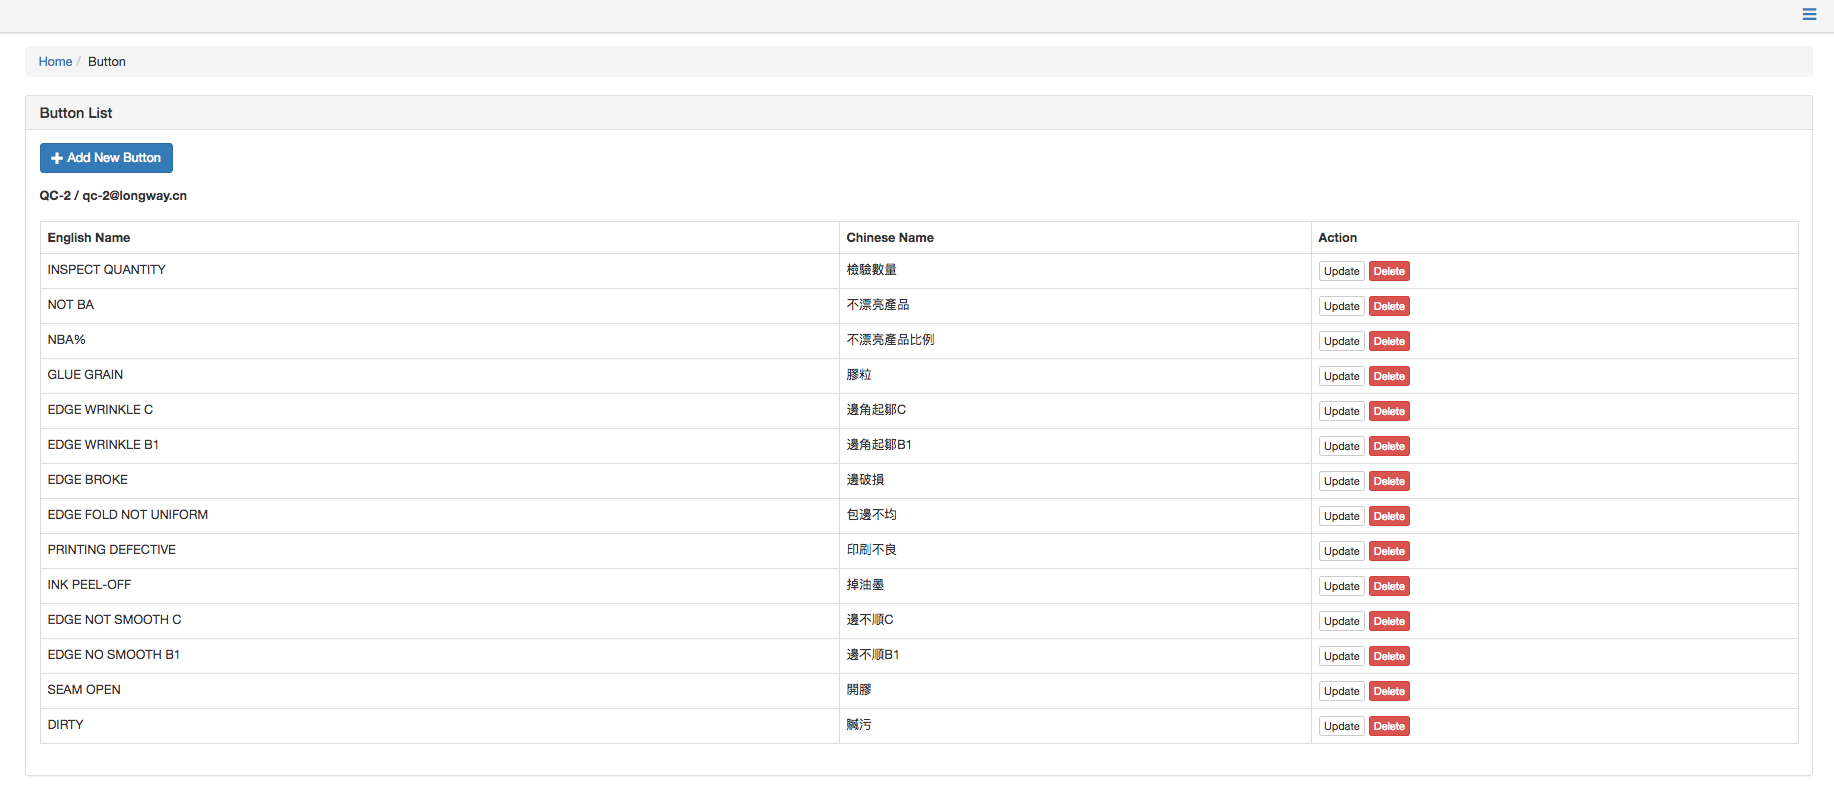 Home / Button
Button List
Add New Button
QC-2 / qc-2@longway.cn
English Name Chinese Name Action
INSPECT QUANTITY 檢驗數量 Update Delete
NOT BA 不漂亮產品 Update Delete
NBA% 不漂亮產品比例 Update Delete
GLUE GRAIN 膠粒 Update Delete
EDGE WRINKLE C 邊角起鄒C Update Delete
EDGE WRINKLE B1 邊角起鄒B1 Update Delete
EDGE BROKE 邊破損 Update Delete
EDGE FOLD NOT UNIFORM 包邊不均 Update Delete
PRINTING DEFECTIVE 印刷不良 Update Delete
INK PEEL-OFF 掉油墨 Update Delete
EDGE NOT SMOOTH C 邊不順C Update Delete
EDGE NO SMOOTH B1 邊不順B1 Update Delete
SEAM OPEN 開膠 Update Delete
DIRTY 贓污 Update Delete